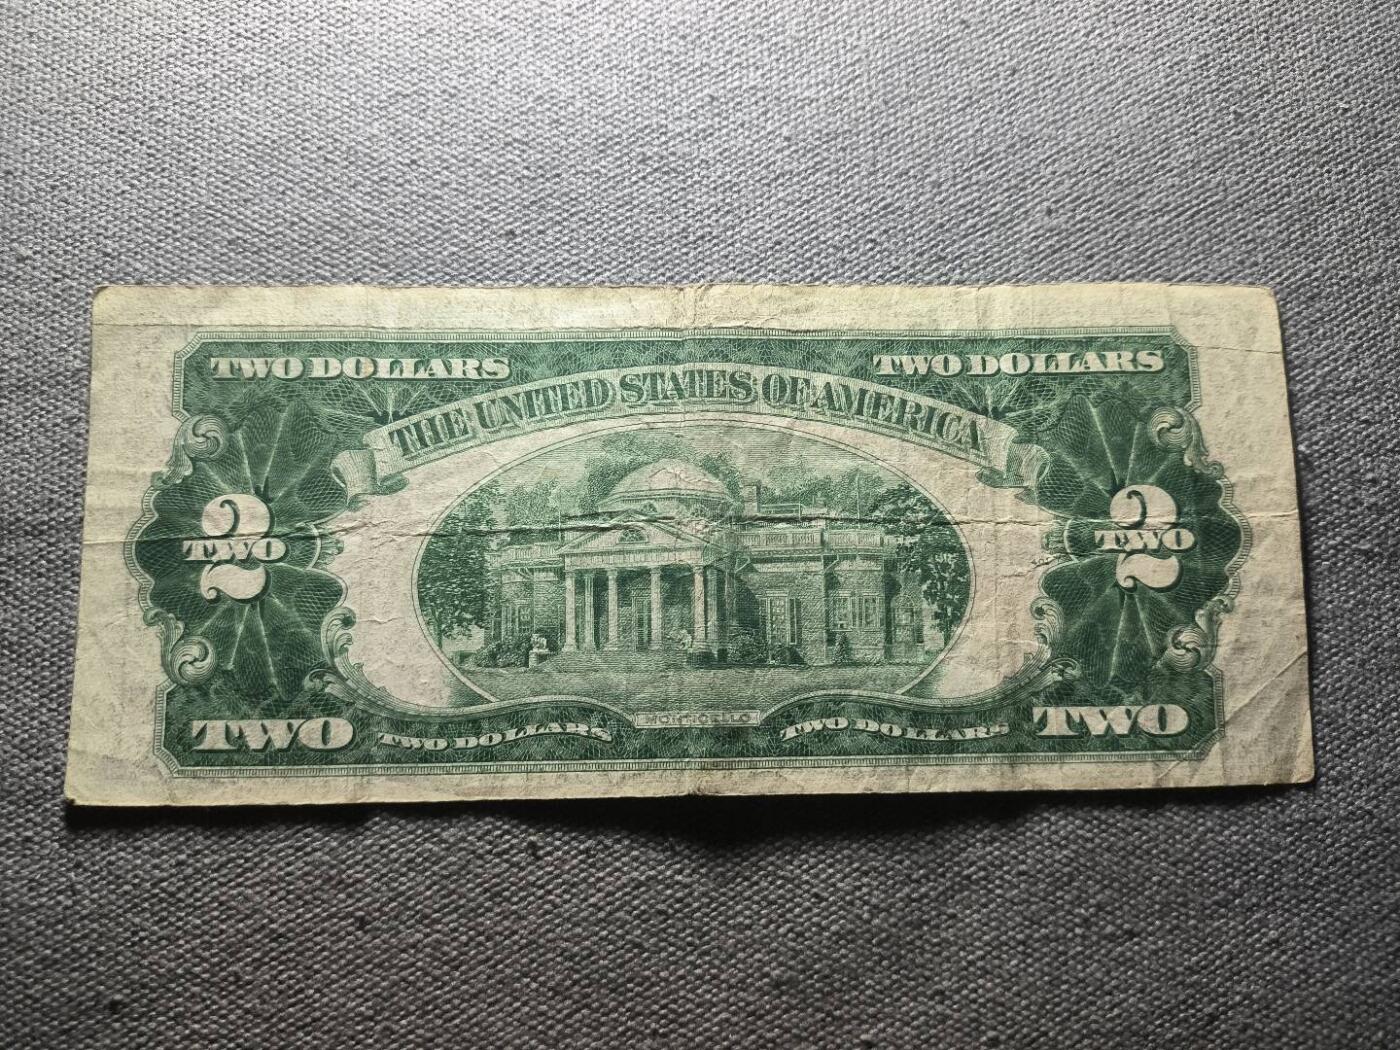 TWO DOLLARS TWO DOLLARS
THE UNITED STATES OF AMERICA
2 2
TWO TWO
MONTICELLO
TWO TWO DOLLARS TWO DOLLARS TWO